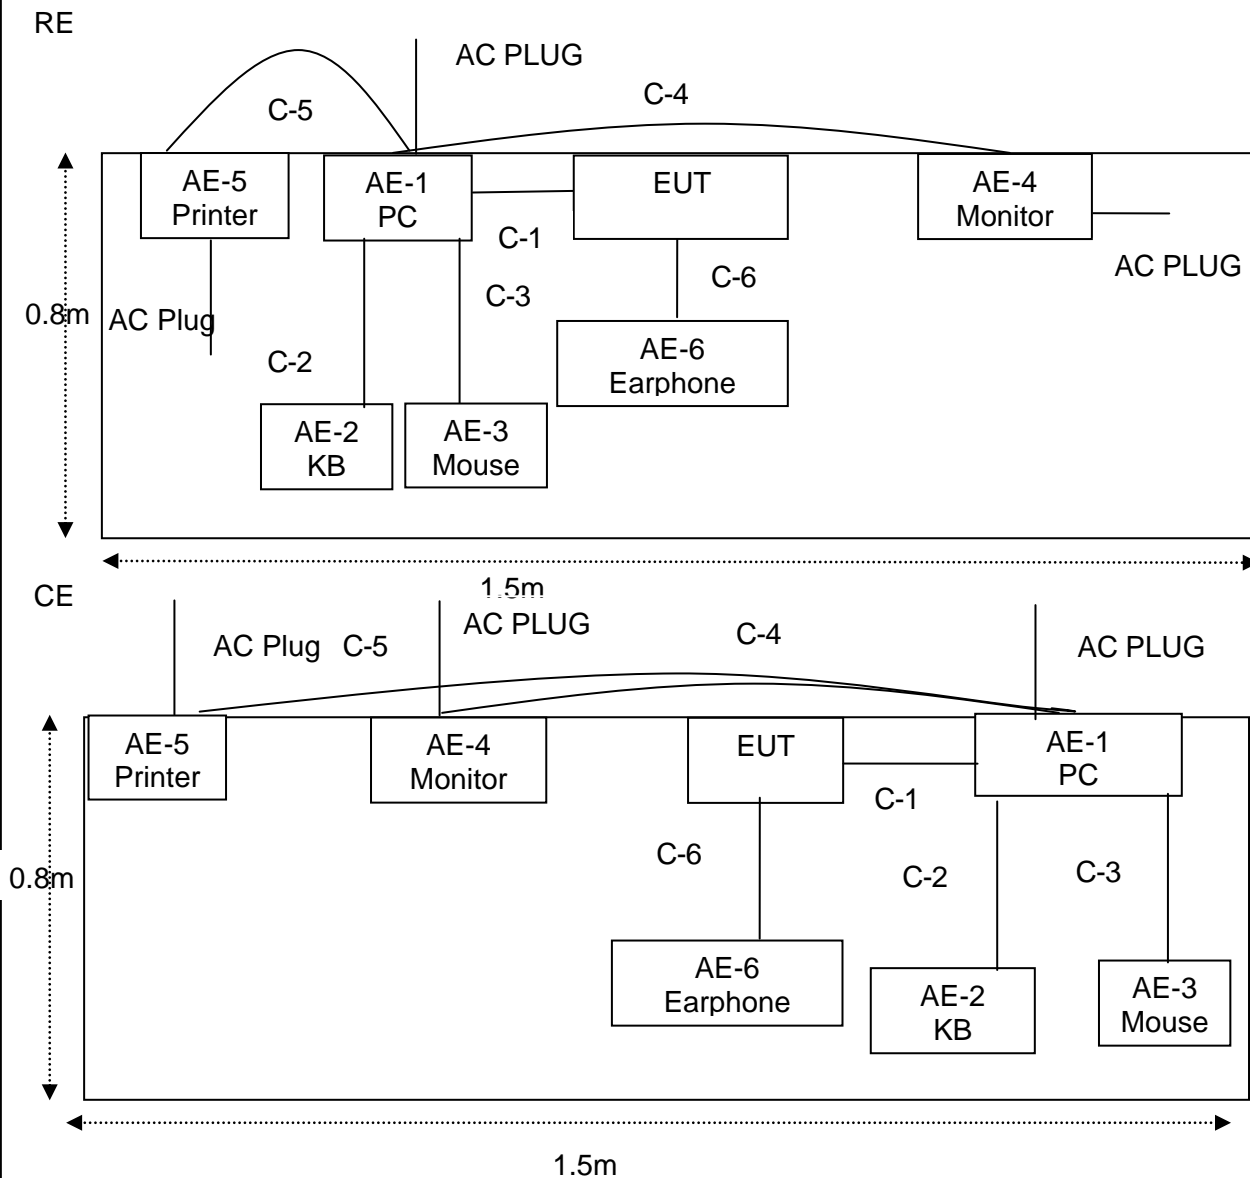 RE
AC PLUG
C-5
C-4
AE-5
Printer
AE-1
PC
EUT
AE-4
Monitor
C-1
C-6
AC PLUG
C-3
0.8m
AC Plug
C-2
AE-6
Earphone
AE-2
KB
AE-3
Mouse
1.5m
CE
AC Plug
C-5
AC PLUG
C-4
AC PLUG
AE-5
Printer
AE-4
Monitor
EUT
AE-1
PC
C-1
C-6
C-2
C-3
0.8m
AE-6
Earphone
AE-2
KB
AE-3
Mouse
1.5m